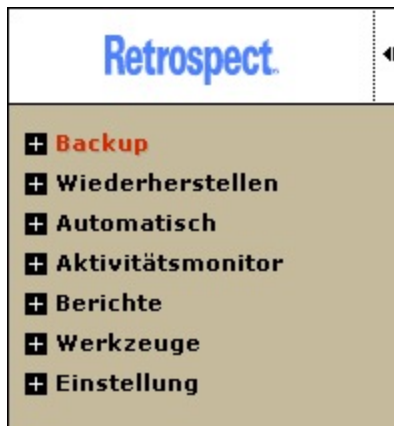 Retrospect.
Backup
Wiederherstellen
Automatisch
Aktivitätsmonitor
Berichte
Werkzeuge
Einstellung